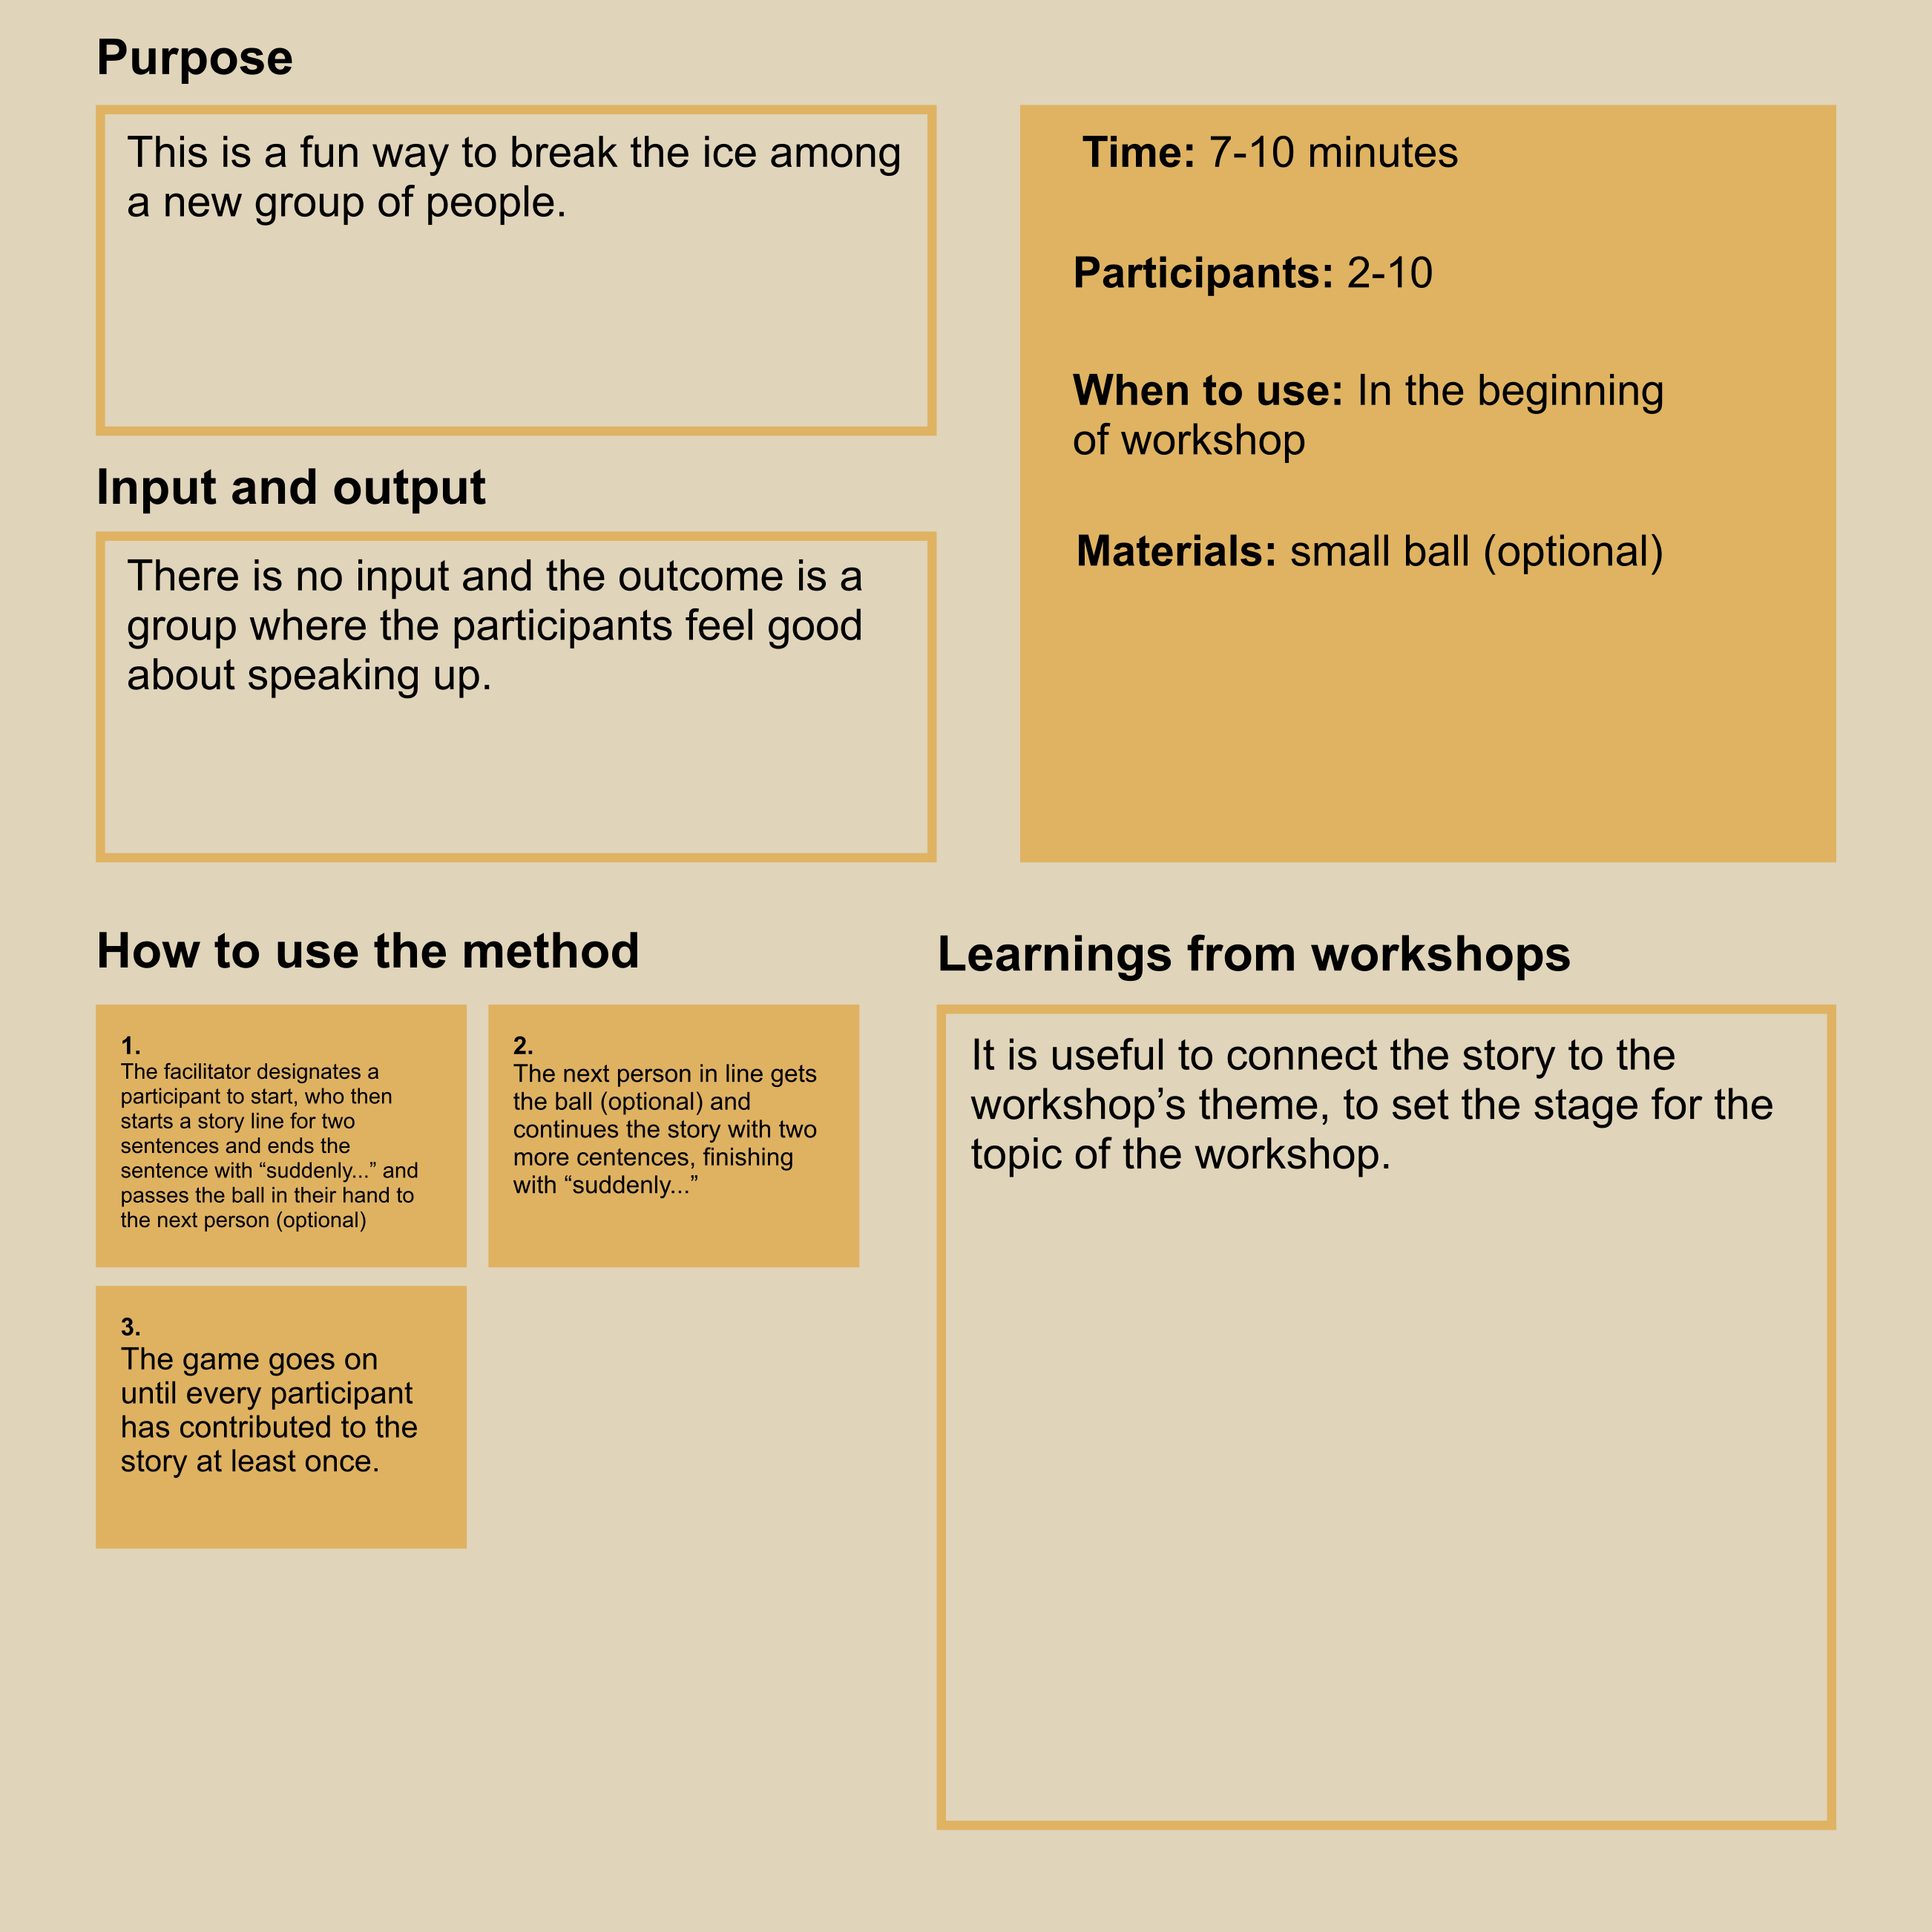 Purpose
This is a fun way to break the ice among
a new group of people.
Time: 7-10 minutes
Participants: 2-10
When to use: In the beginning
of workshop
Materials: small ball (optional)
Input and output
There is no input and the outcome is a
group where the participants feel good
about speaking up.
How to use the method
1.
The facilitator designates a
participant to start, who then
starts a story line for two
sentences and ends the
sentence with “suddenly...” and
passes the ball in their hand to
the next person (optional)
2.
The next person in line gets
the ball (optional) and
continues the story with two
more centences, finishing
with “suddenly...”
3.
The game goes on
until every participant
has contributed to the
story at least once.
Learnings from workshops
It is useful to connect the story to the
workshop’s theme, to set the stage for the
topic of the workshop.